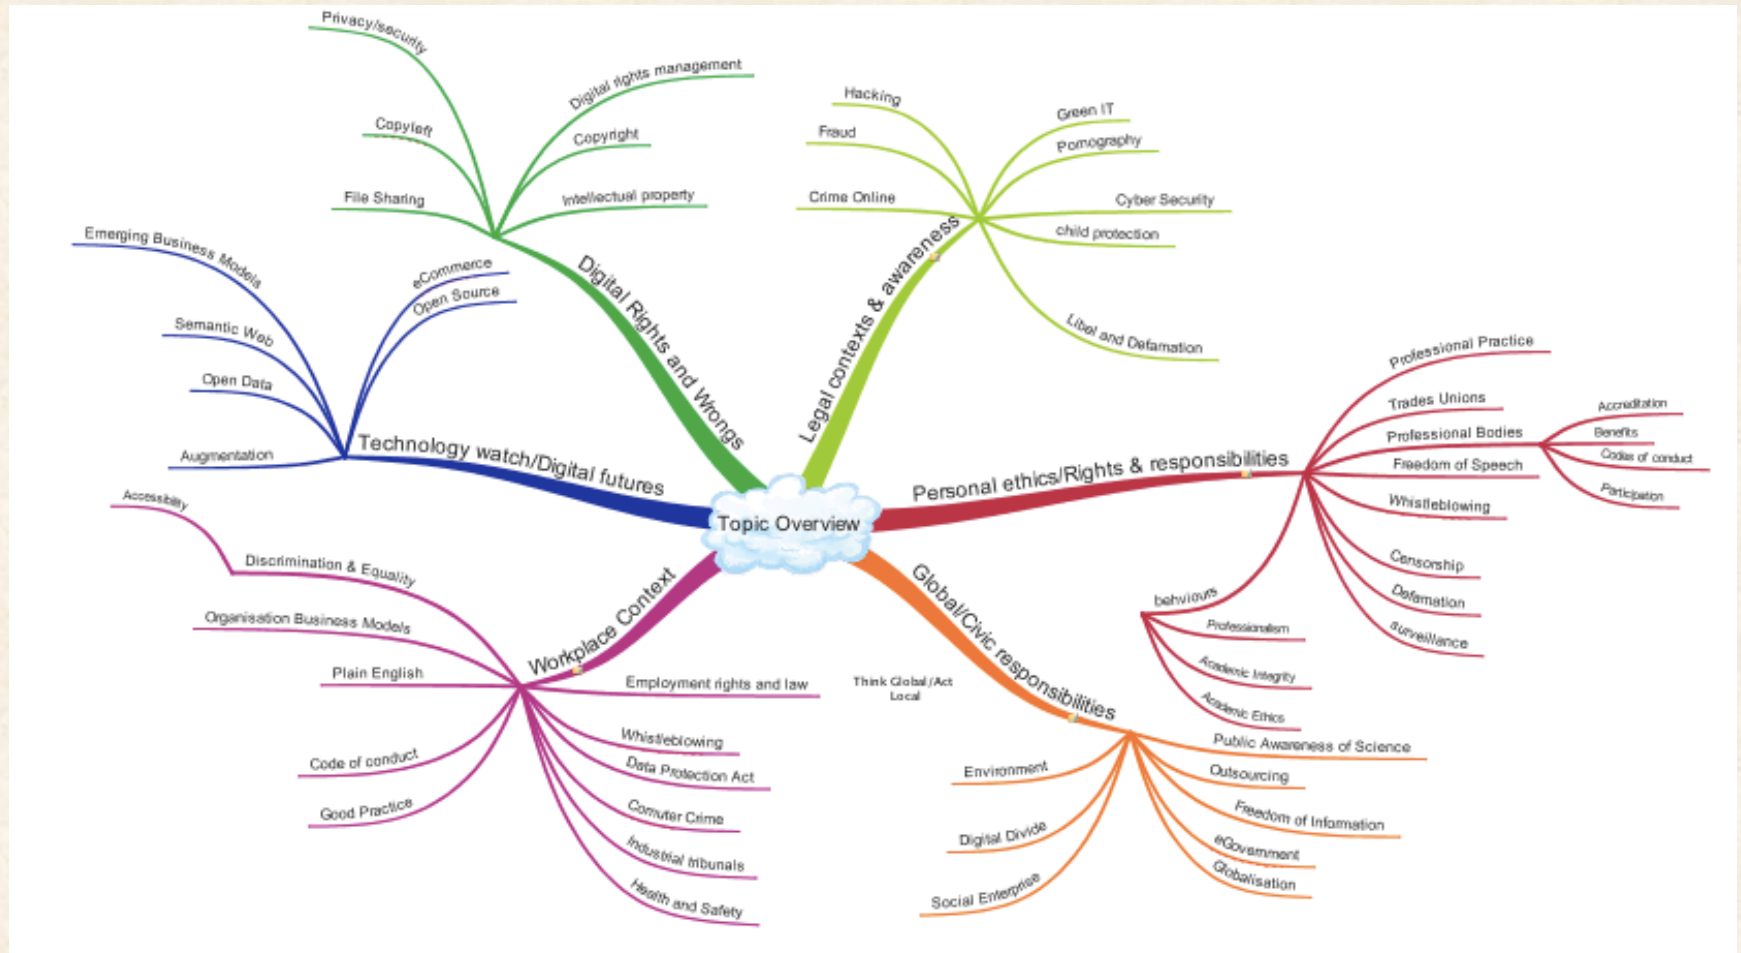 Topic Overview
Digital Rights and Wrongs
Privacy/security
Copyleft
File Sharing
Digital rights management
Copyright
Intellectual property
Legal contexts & awareness
Hacking
Fraud
Crime Online
Green IT
Pornography
Cyber Security
child protection
Libel and Defamation
Personal ethics/Rights & responsibilities
Professional Practice
Trades Unions
Professional Bodies
Accreditation
Benefits
Codes of conduct
Participation
Freedom of Speech
Whistleblowing
Censorship
Defamation
surveillance
behviours
Professionalism
Academic Integrity
Academic Ethics
Global/Civic responsibilities
Public Awareness of Science
Outsourcing
Freedom of Information
eGovernment
Globalisation
Environment
Digital Divide
Social Enterprise
Think Global/Act
Local
Workplace Context
Employment rights and law
Whistleblowing
Data Protection Act
Comuter Crime
Industrial tribunals
Health and Safety
Discrimination & Equality
Accessibility
Organisation Business Models
Plain English
Code of conduct
Good Practice
Technology watch/Digital futures
Emerging Business Models
Semantic Web
Open Data
Augmentation
eCommerce
Open Source